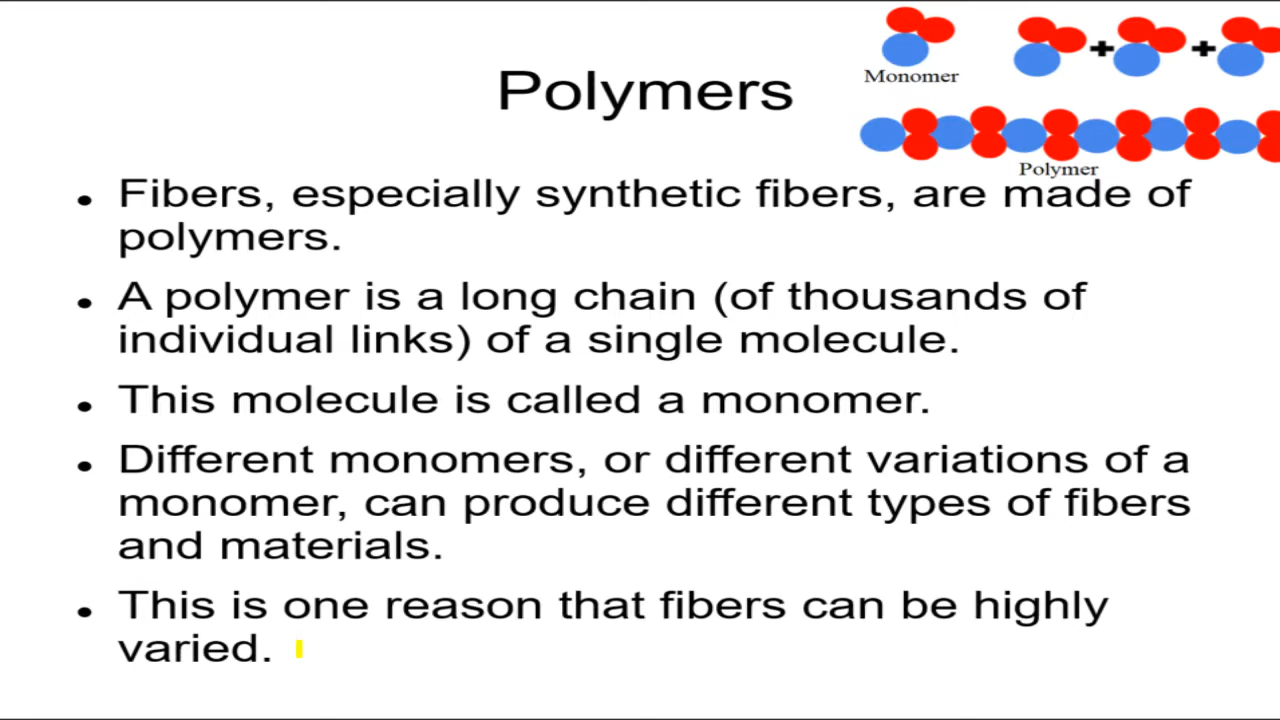 Polymers
Monomer
Polymer
• Fibers, especially synthetic fibers, are made of
polymers.
• A polymer is a long chain (of thousands of
individual links) of a single molecule.
• This molecule is called a monomer.
• Different monomers, or different variations of a
monomer, can produce different types of fibers
and materials.
• This is one reason that fibers can be highly
varied.